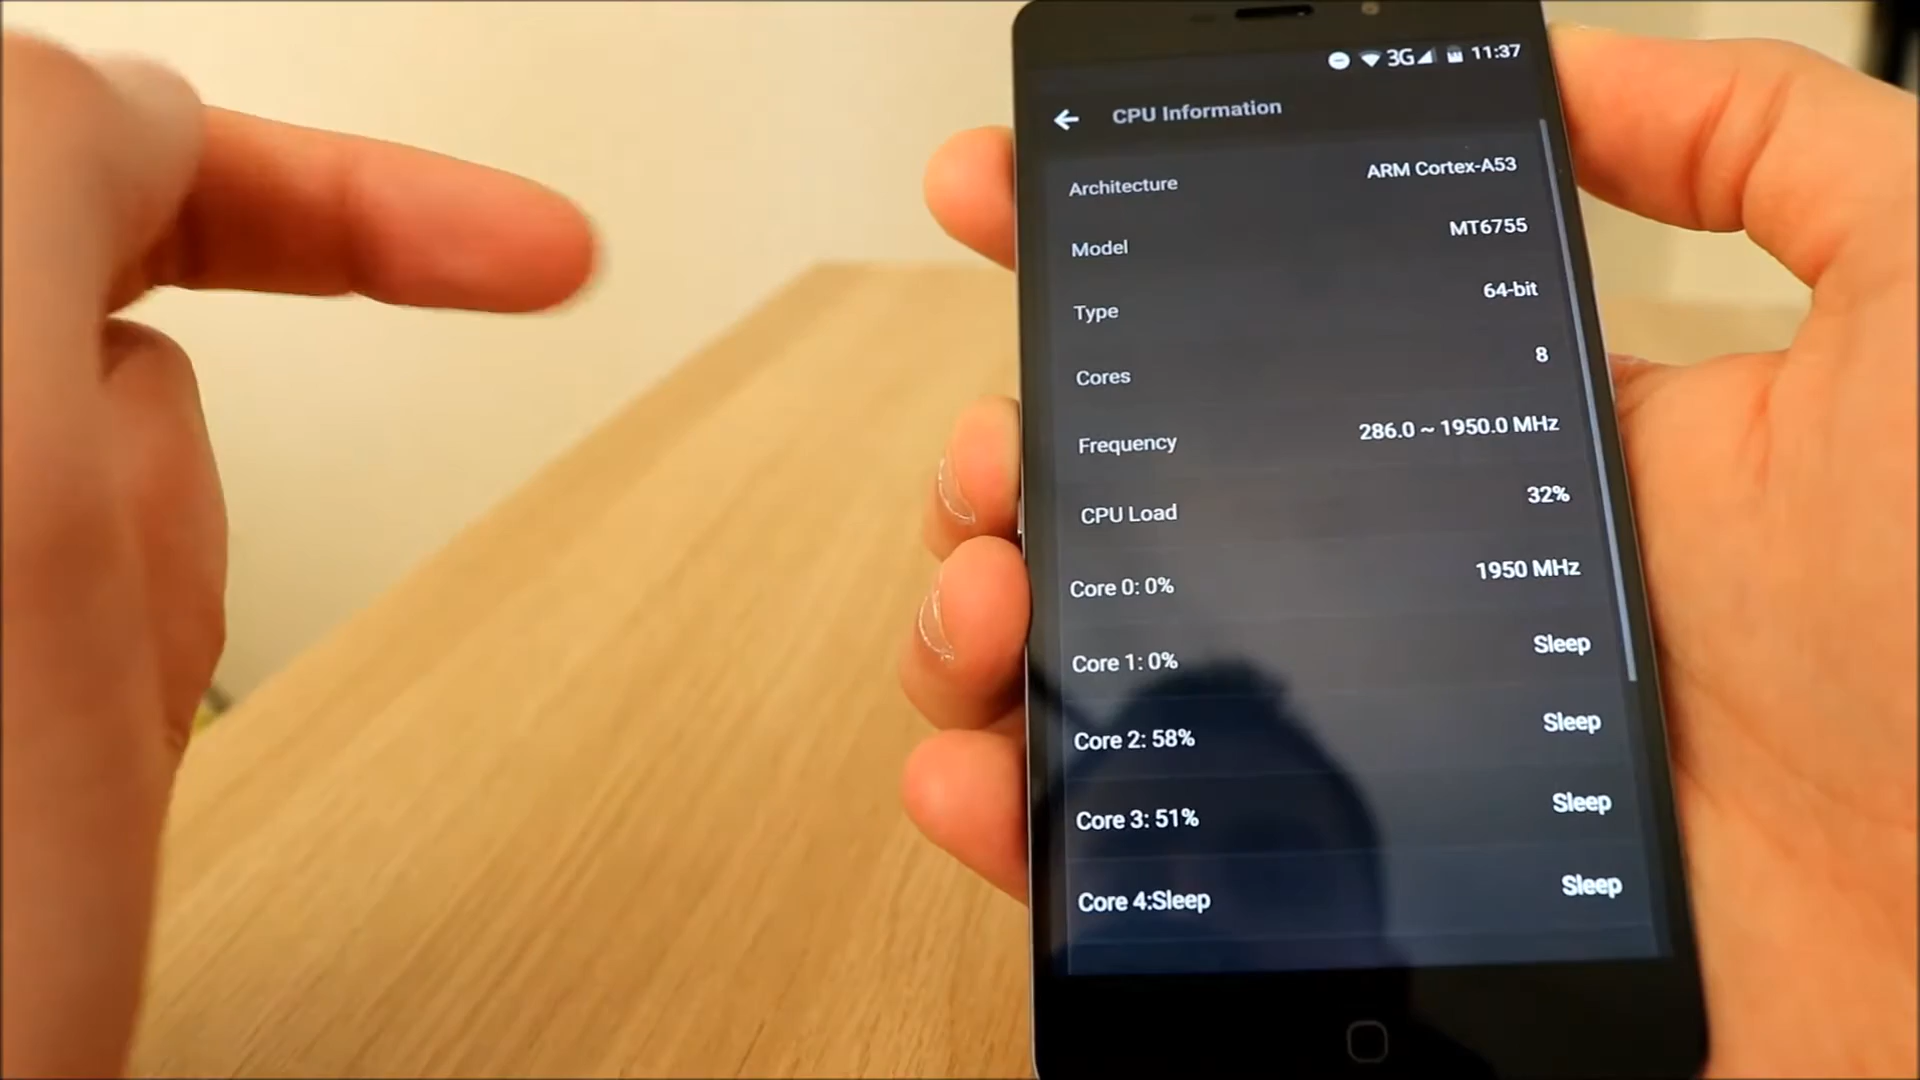 3G 11:37
CPU Information
Architecture ARM Cortex-A53
Model MT6755
Type 64-bit
Cores 8
Frequency 286.0 ~ 1950.0 MHz
CPU Load 32%
Core 0: 0% 1950 MHz
Core 1: 0% Sleep
Core 2: 58% Sleep
Core 3: 51% Sleep
Core 4:Sleep Sleep